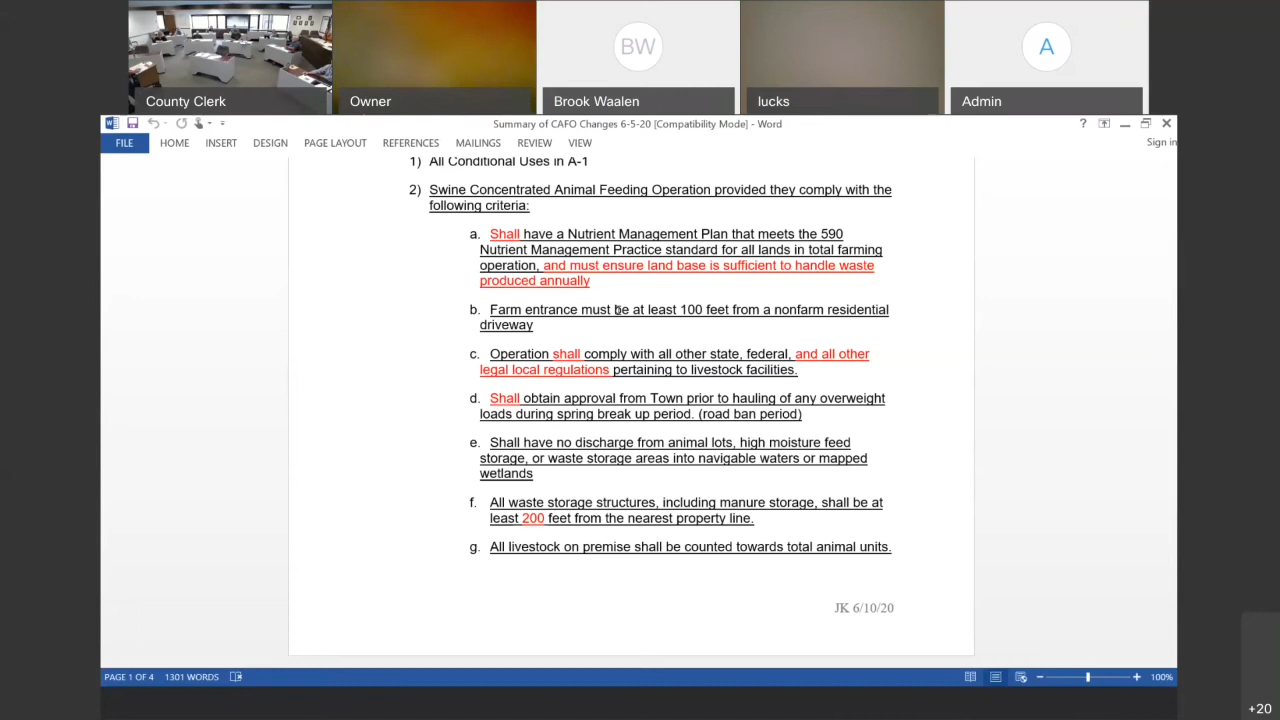 BW
A
County Clerk
Owner
Brook Waalen
lucks
Admin
Summary of CAFO Changes 6-5-20 [Compatibility Mode] - Word
?
Sign in
FILE
HOME
INSERT
DESIGN
PAGE LAYOUT
REFERENCES
MAILINGS
REVIEW
VIEW
1) All Conditional Uses in A-1
2) Swine Concentrated Animal Feeding Operation provided they comply with the
following criteria:
a. Shall have a Nutrient Management Plan that meets the 590
Nutrient Management Practice standard for all lands in total farming
operation, and must ensure land base is sufficient to handle waste
produced annually
b. Farm entrance must be at least 100 feet from a nonfarm residential
driveway
c. Operation shall comply with all other state, federal, and all other
legal local regulations pertaining to livestock facilities.
d. Shall obtain approval from Town prior to hauling of any overweight
loads during spring break up period. (road ban period)
e. Shall have no discharge from animal lots, high moisture feed
storage, or waste storage areas into navigable waters or mapped
wetlands
f. All waste storage structures, including manure storage, shall be at
least 200 feet from the nearest property line.
g. All livestock on premise shall be counted towards total animal units.
JK 6/10/20
PAGE 1 OF 4
1301 WORDS
100%
+20